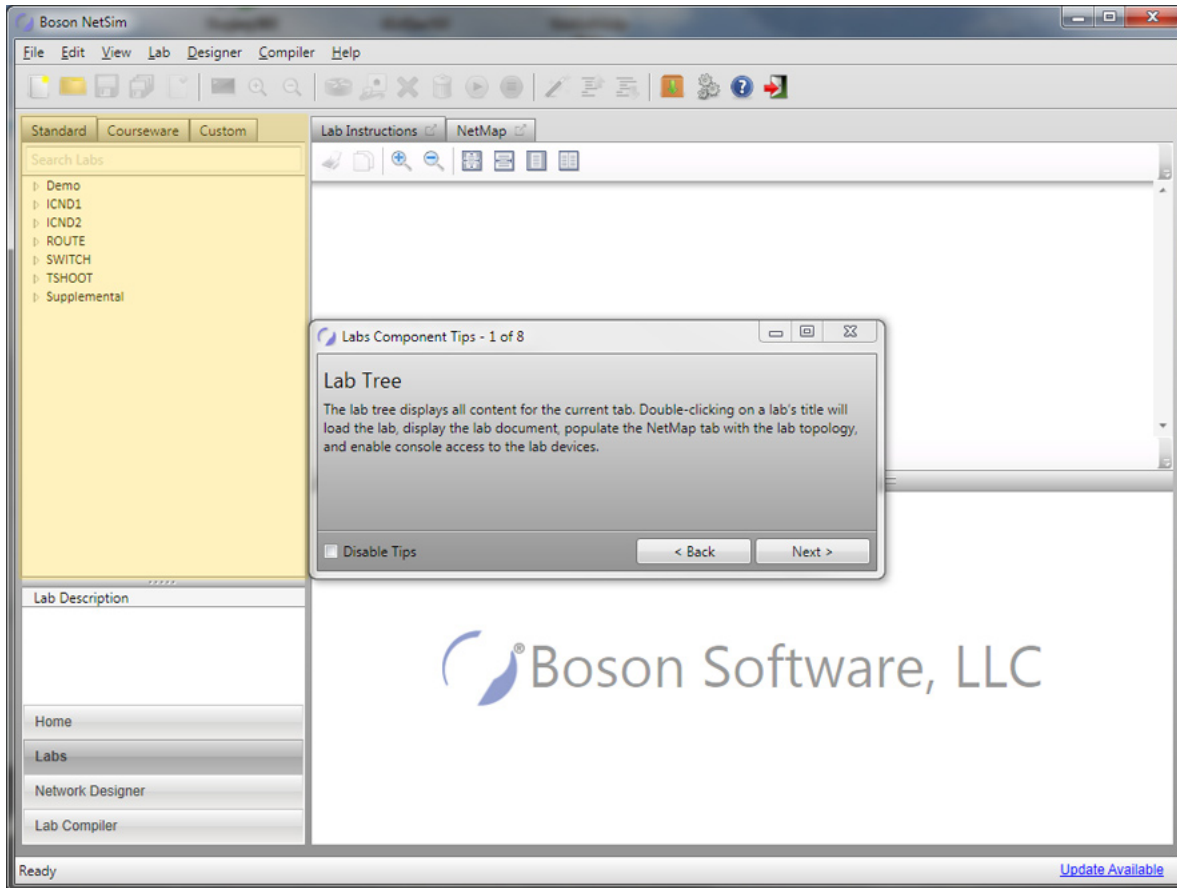 Boson NetSim
File Edit View Lab Designer Compiler Help
Standard Courseware Custom
Search Labs
Demo
ICND1
ICND2
ROUTE
SWITCH
TSHOOT
Supplemental
Lab Instructions NetMap
Labs Component Tips - 1 of 8
Lab Tree
The lab tree displays all content for the current tab. Double-clicking on a lab's title will
load the lab, display the lab document, populate the NetMap tab with the lab topology,
and enable console access to the lab devices.
Disable Tips < Back Next >
Lab Description
Home
Labs
Network Designer
Lab Compiler
® Boson Software, LLC
Ready Update Available